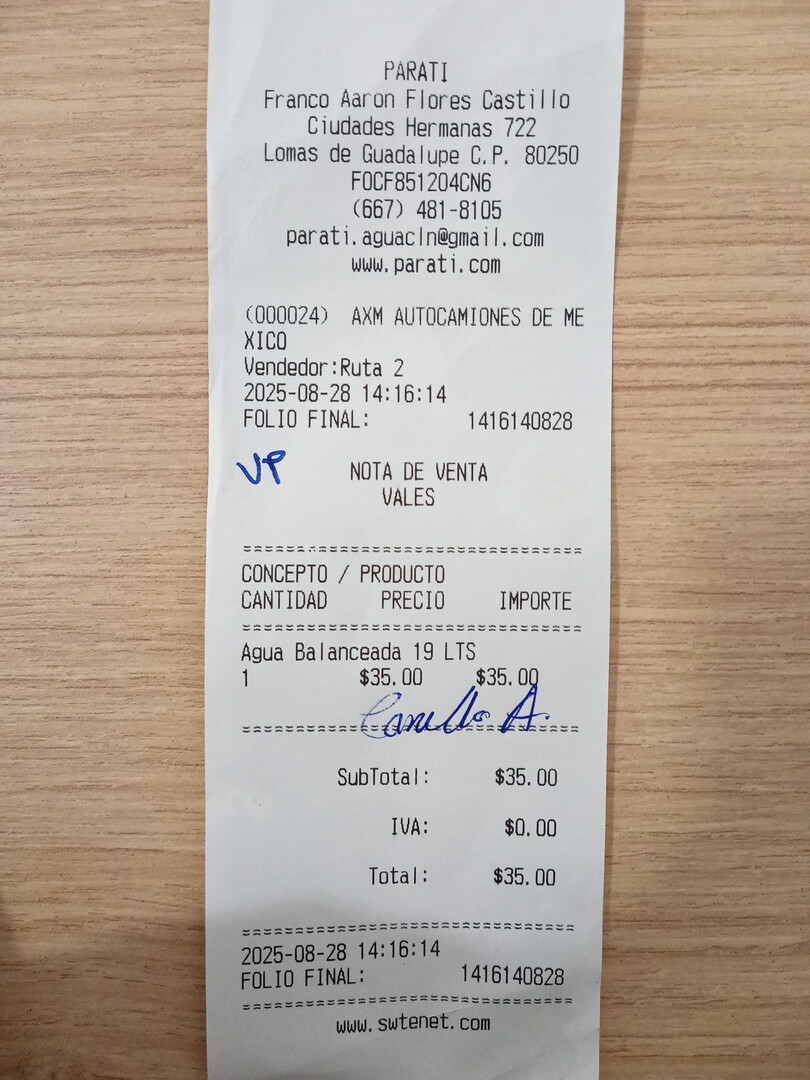 PARATI
Franco Aaron Flores Castillo
Ciudades Hermanas 722
Lomas de Guadalupe C.P. 80250
FOCF851204CN6
(667) 481-8105
parati.aguacln@gmail.com
www.parati.com
(000024) AXM AUTOCAMIONES DE ME
XICO
Vendedor:Ruta 2
2025-08-28 14:16:14
FOLIO FINAL: 1416140828
VP
NOTA DE VENTA
VALES
================================
CONCEPTO / PRODUCTO
CANTIDAD PRECIO IMPORTE
================================
Agua Balanceada 19 LTS
1 $35.00 $35.00
A.
================================
SubTotal: $35.00
IVA: $0.00
Total: $35.00
================================
2025-08-28 14:16:14
FOLIO FINAL: 1416140828
================================
www.swtenet.com